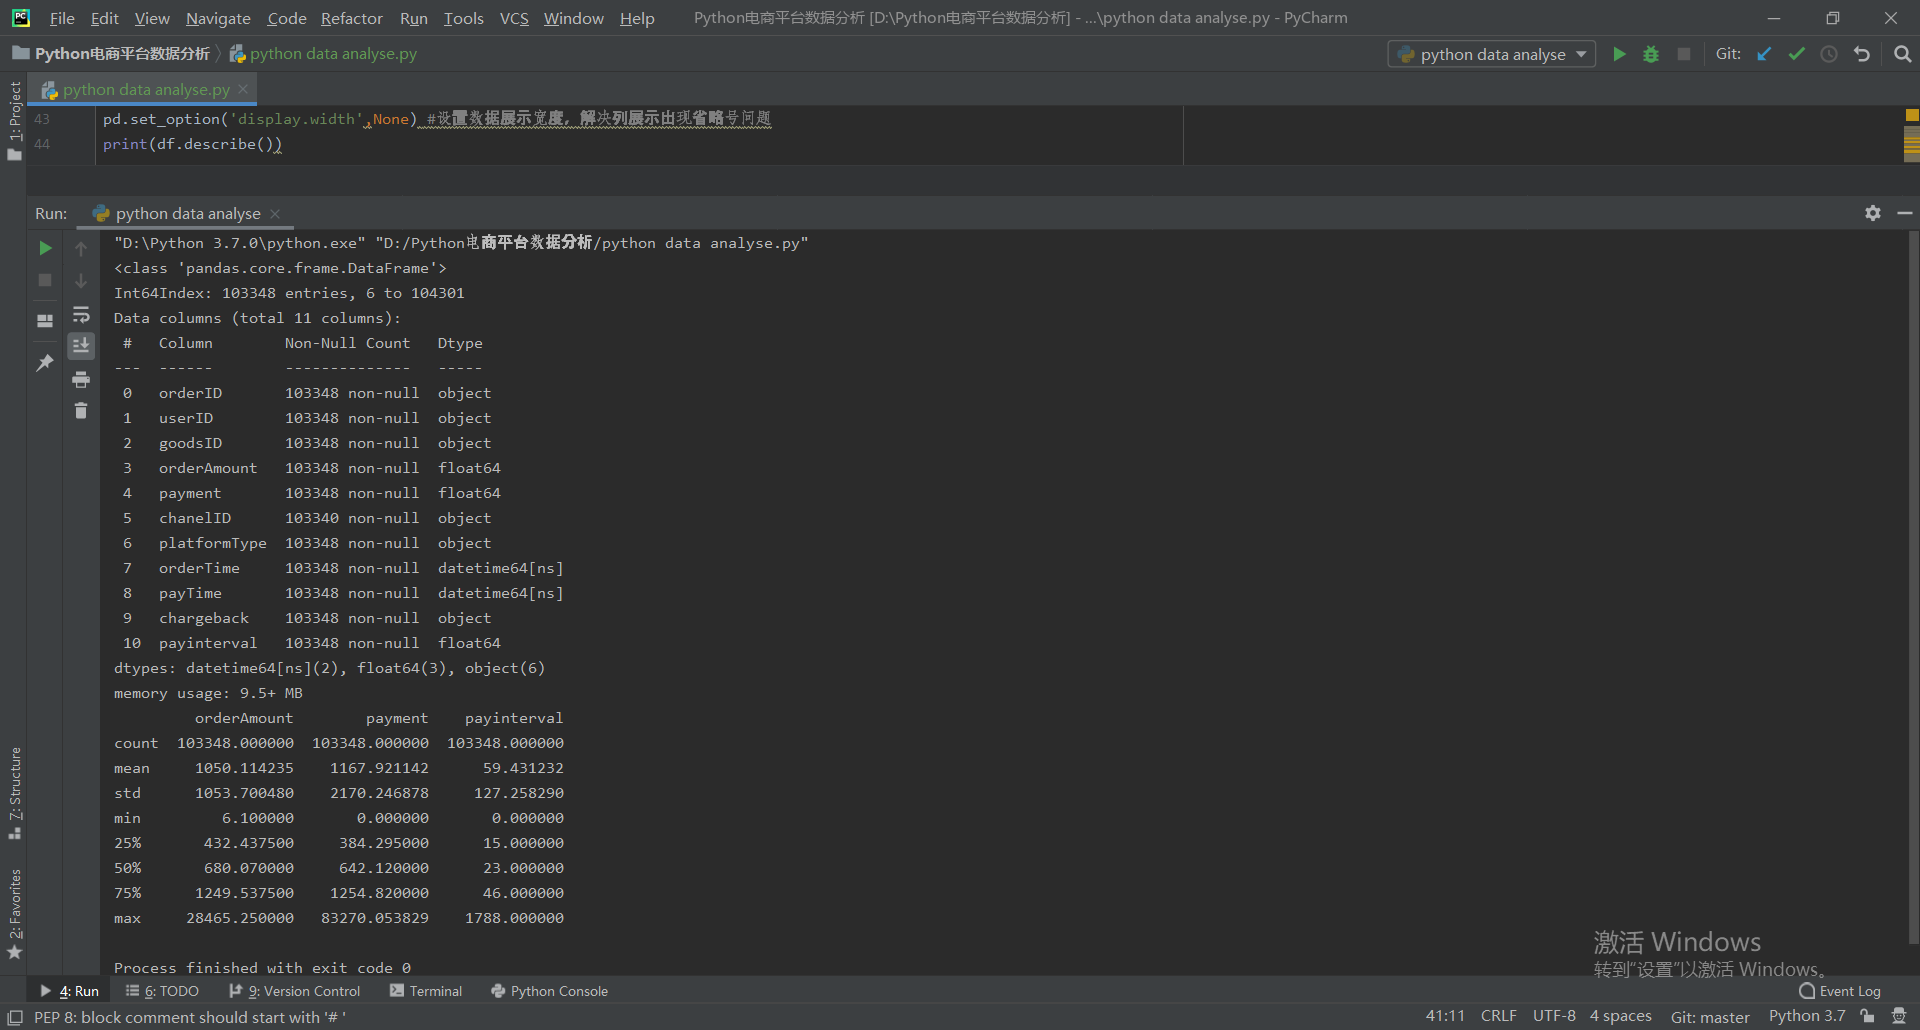 File Edit View Navigate Code Refactor Run Tools VCS Window Help Python电商平台数据分析 [D:\Python电商平台数据分析] - ...\python data analyse.py - PyCharm
Python电商平台数据分析 python data analyse.py python data analyse Git:
python data analyse.py
1: Project
43 pd.set_option('display.width',None) #设置数据展示宽度，解决列展示出现省略号问题
44 print(df.describe())
Run: python data analyse
"D:\Python 3.7.0\python.exe" "D:/Python电商平台数据分析/python data analyse.py"
<class 'pandas.core.frame.DataFrame'>
Int64Index: 103348 entries, 6 to 104301
Data columns (total 11 columns):
# Column Non-Null Count Dtype
--- ------ -------------- -----
0 orderID 103348 non-null object
1 userID 103348 non-null object
2 goodsID 103348 non-null object
3 orderAmount 103348 non-null float64
4 payment 103348 non-null float64
5 chanelID 103340 non-null object
6 platformType 103348 non-null object
7 orderTime 103348 non-null datetime64[ns]
8 payTime 103348 non-null datetime64[ns]
9 chargeback 103348 non-null object
10 payinterval 103348 non-null float64
dtypes: datetime64[ns](2), float64(3), object(6)
memory usage: 9.5+ MB
orderAmount payment payinterval
count 103348.000000 103348.000000 103348.000000
mean 1050.114235 1167.921142 59.431232
std 1053.700480 2170.246878 127.258290
min 6.100000 0.000000 0.000000
25% 432.437500 384.295000 15.000000
50% 680.070000 642.120000 23.000000
75% 1249.537500 1254.820000 46.000000
max 28465.250000 83270.053829 1788.000000
7: Structure
2: Favorites
激活 Windows
转到“设置”以激活 Windows。
Process finished with exit code 0
4: Run 6: TODO 9: Version Control Terminal Python Console Event Log
PEP 8: block comment should start with '# ' 41:11 CRLF UTF-8 4 spaces Git: master Python 3.7